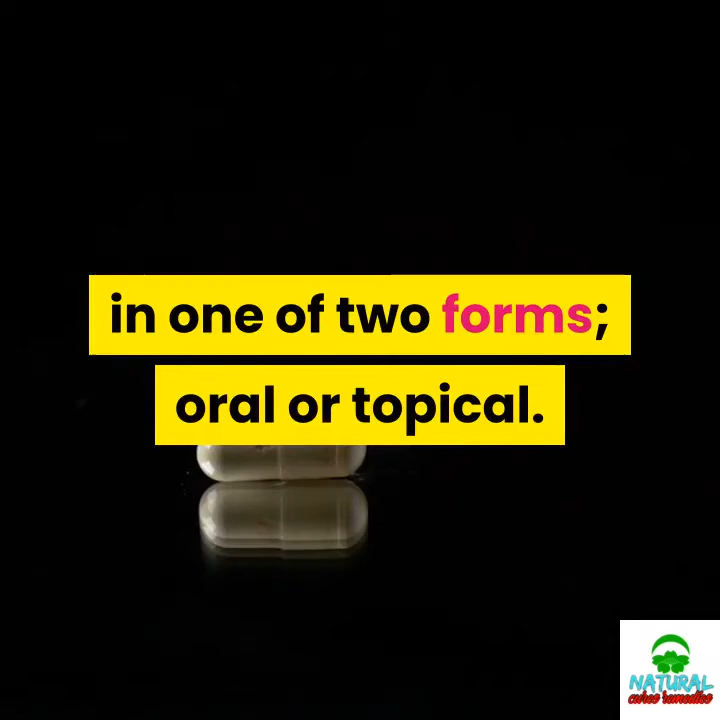 in one of two forms;
oral or topical.
NATURAL
cures remedies